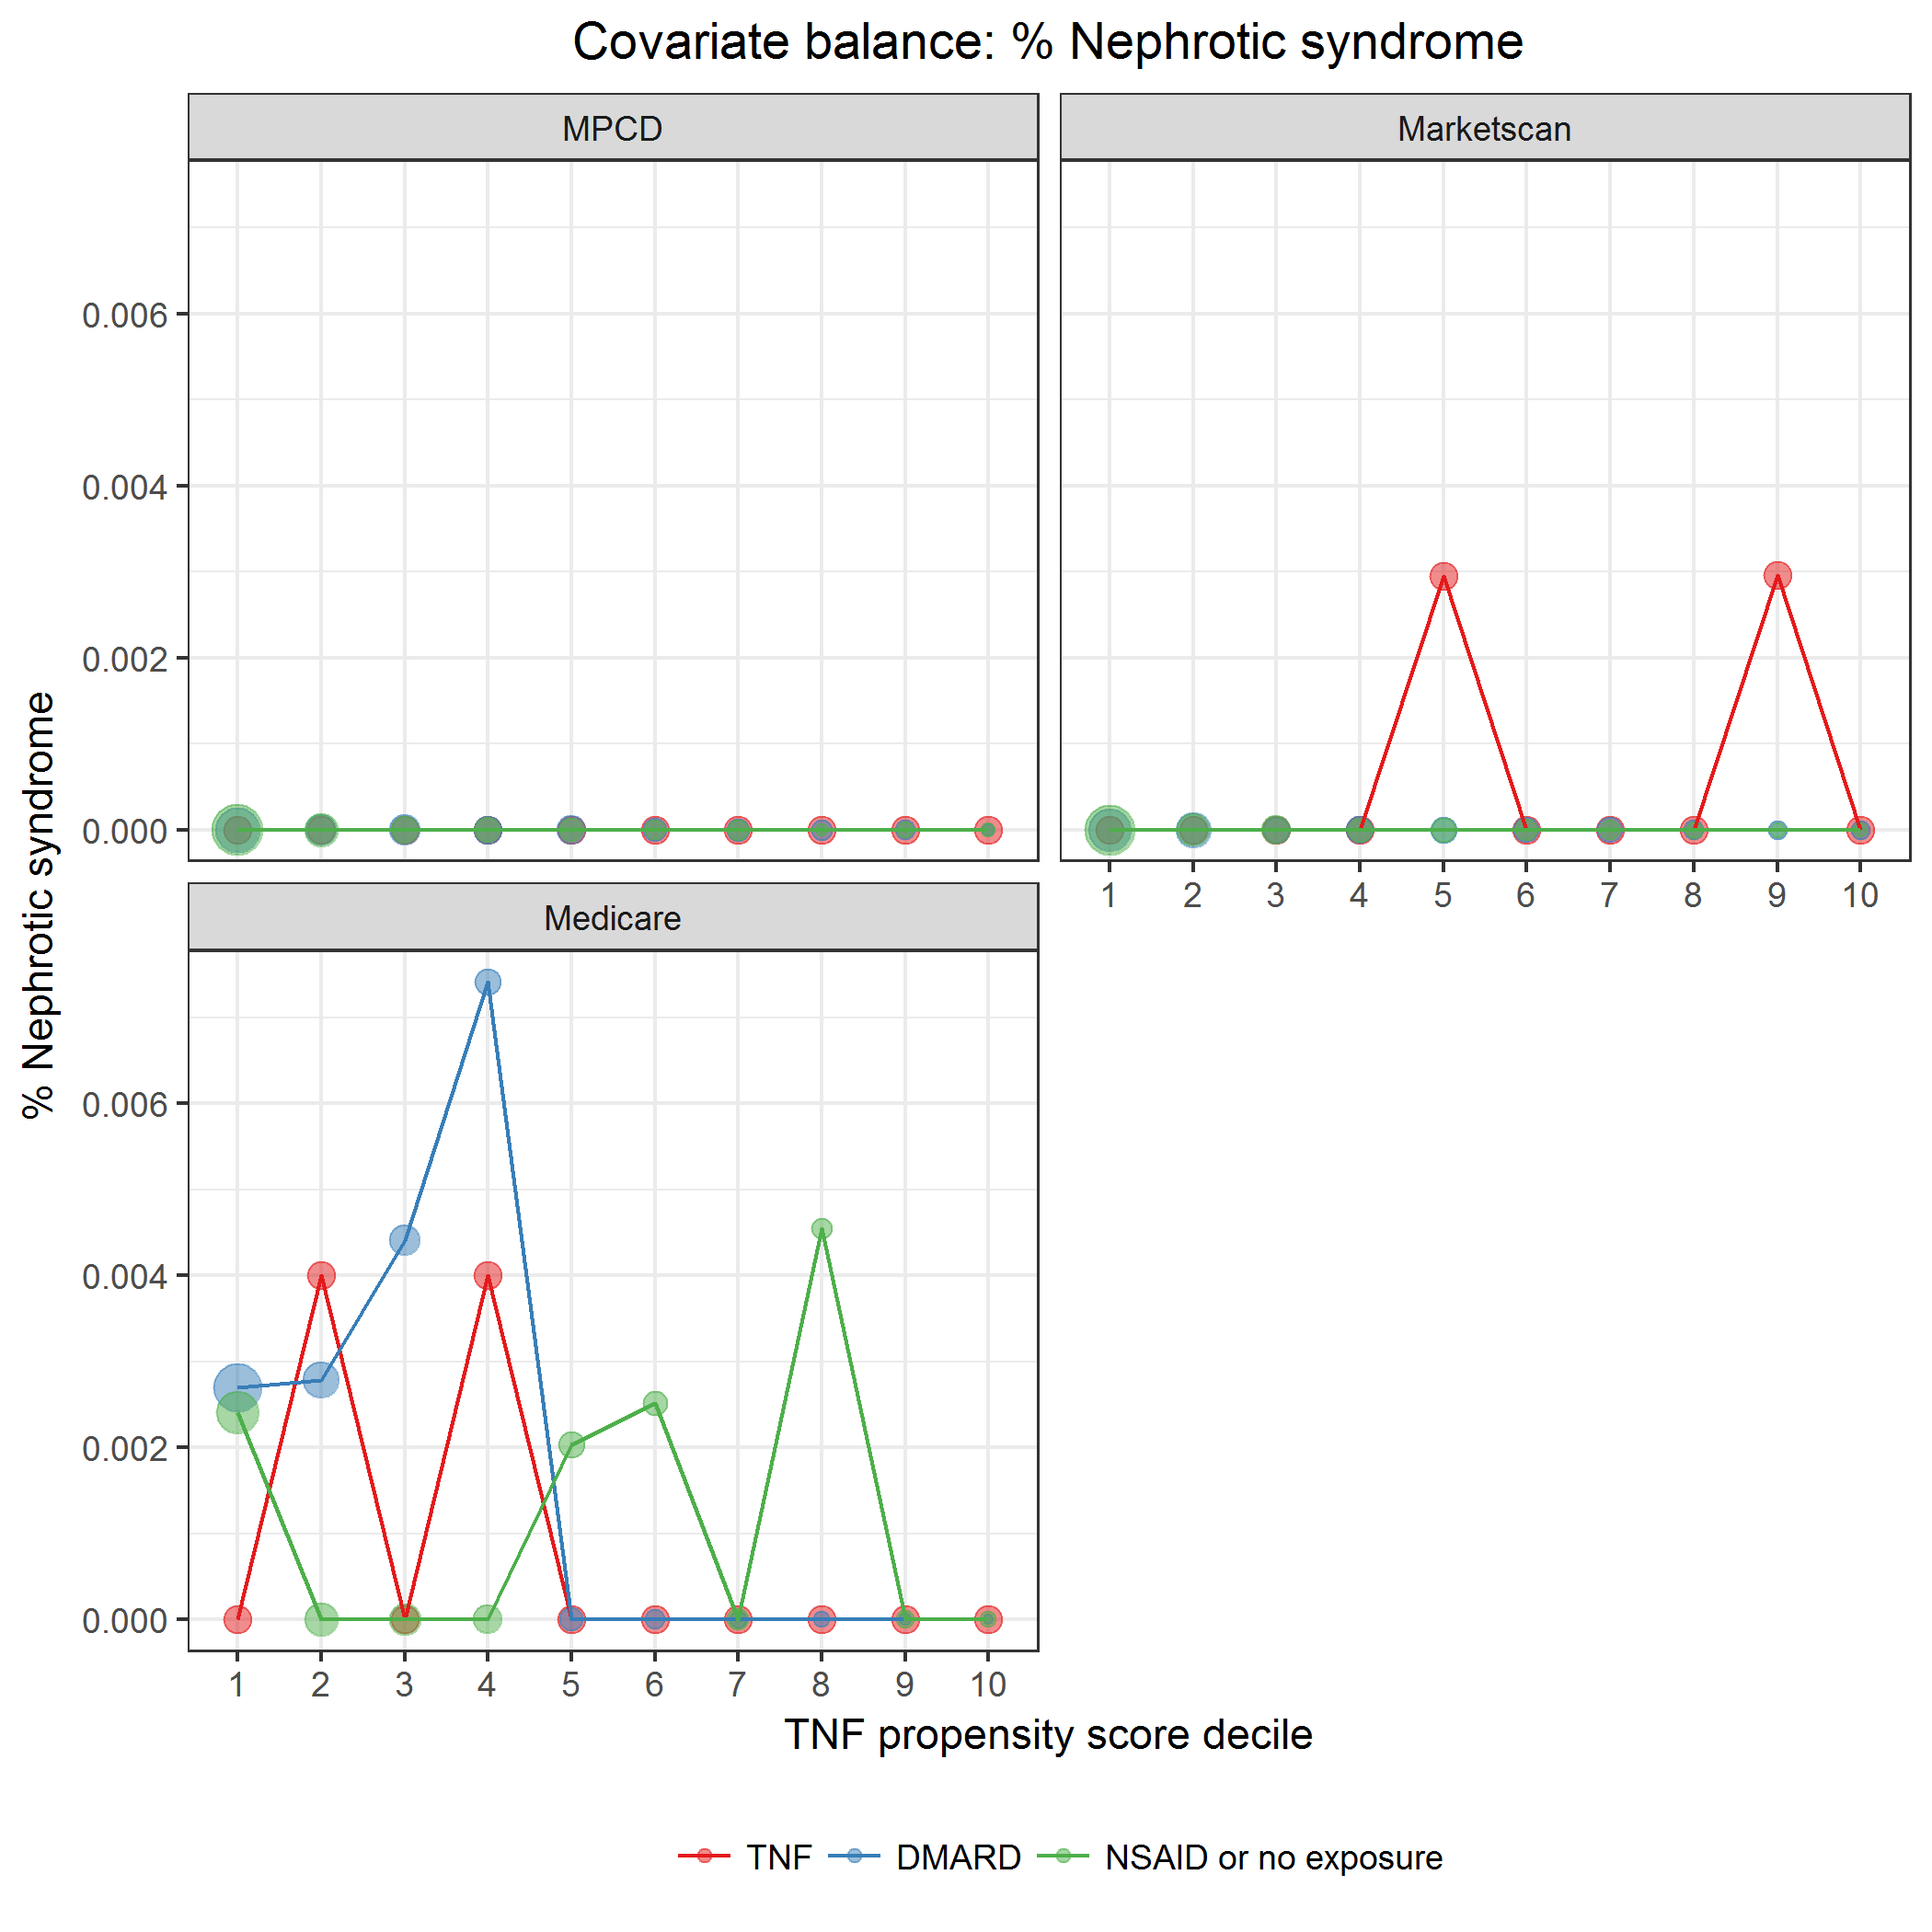 Covariate balance: % Nephrotic syndrome
MPCD
Marketscan
0.006
0.004
0.002
0.000
1 2 3 4 5 6 7 8 9 10
Medicare
% Nephrotic syndrome
0.006
0.004
0.002
0.000
1 2 3 4 5 6 7 8 9 10
TNF propensity score decile
TNF DMARD NSAID or no exposure